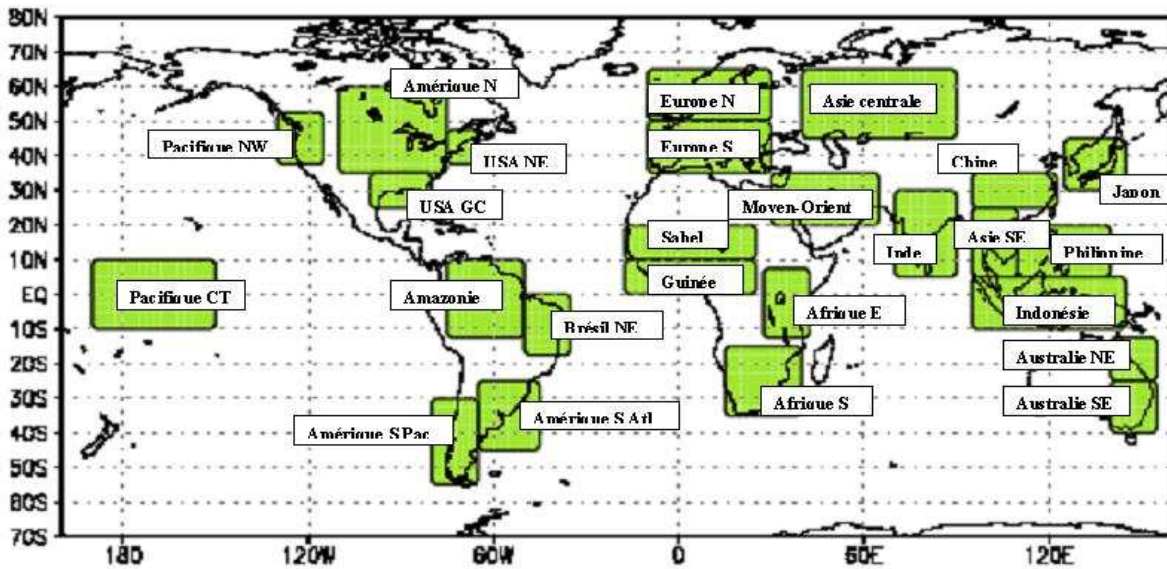 80N
70N
60N
50N
40N
30N
20N
10N
EQ
10S
20S
30S
40S
50S
60S
70S
Amérique N
Europe N
Asie centrale
Pacifique NW
USA NE
Europe S
Chine
USA GC
Moyen-Orient
Japon
Sahel
Inde
Asie SE
Philippine
Pacifique CT
Amazonie
Guinée
Afrique E
Indonésie
Brésil NE
Australie NE
Amérique S Pac
Amérique S Atl
Afrique S
Australie SE
180
120W
60W
0
60E
120E